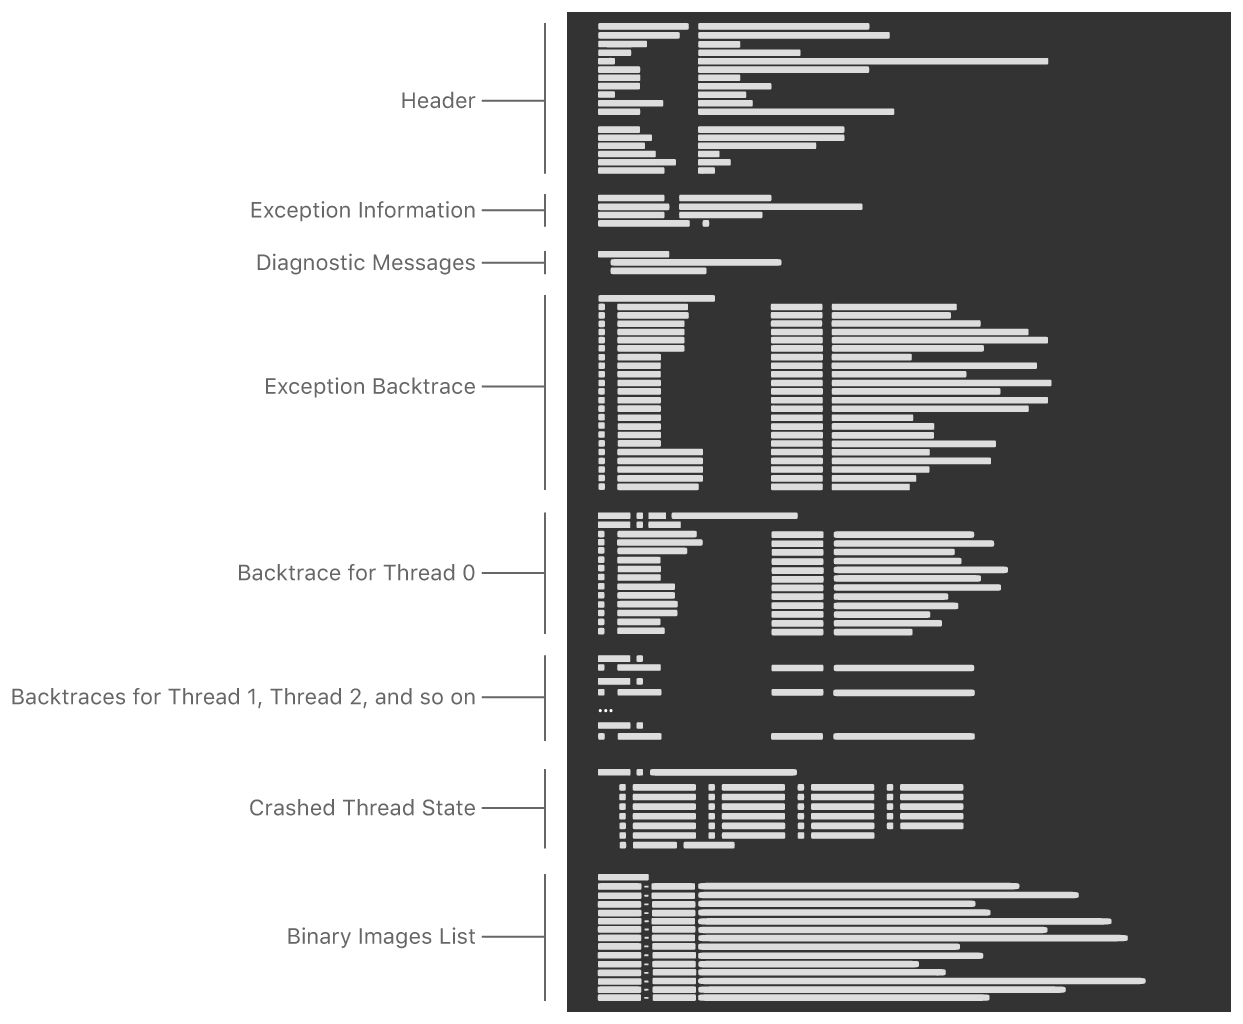 Header
Exception Information
Diagnostic Messages
Exception Backtrace
Backtrace for Thread 0
Backtraces for Thread 1, Thread 2, and so on
...
Crashed Thread State
Binary Images List